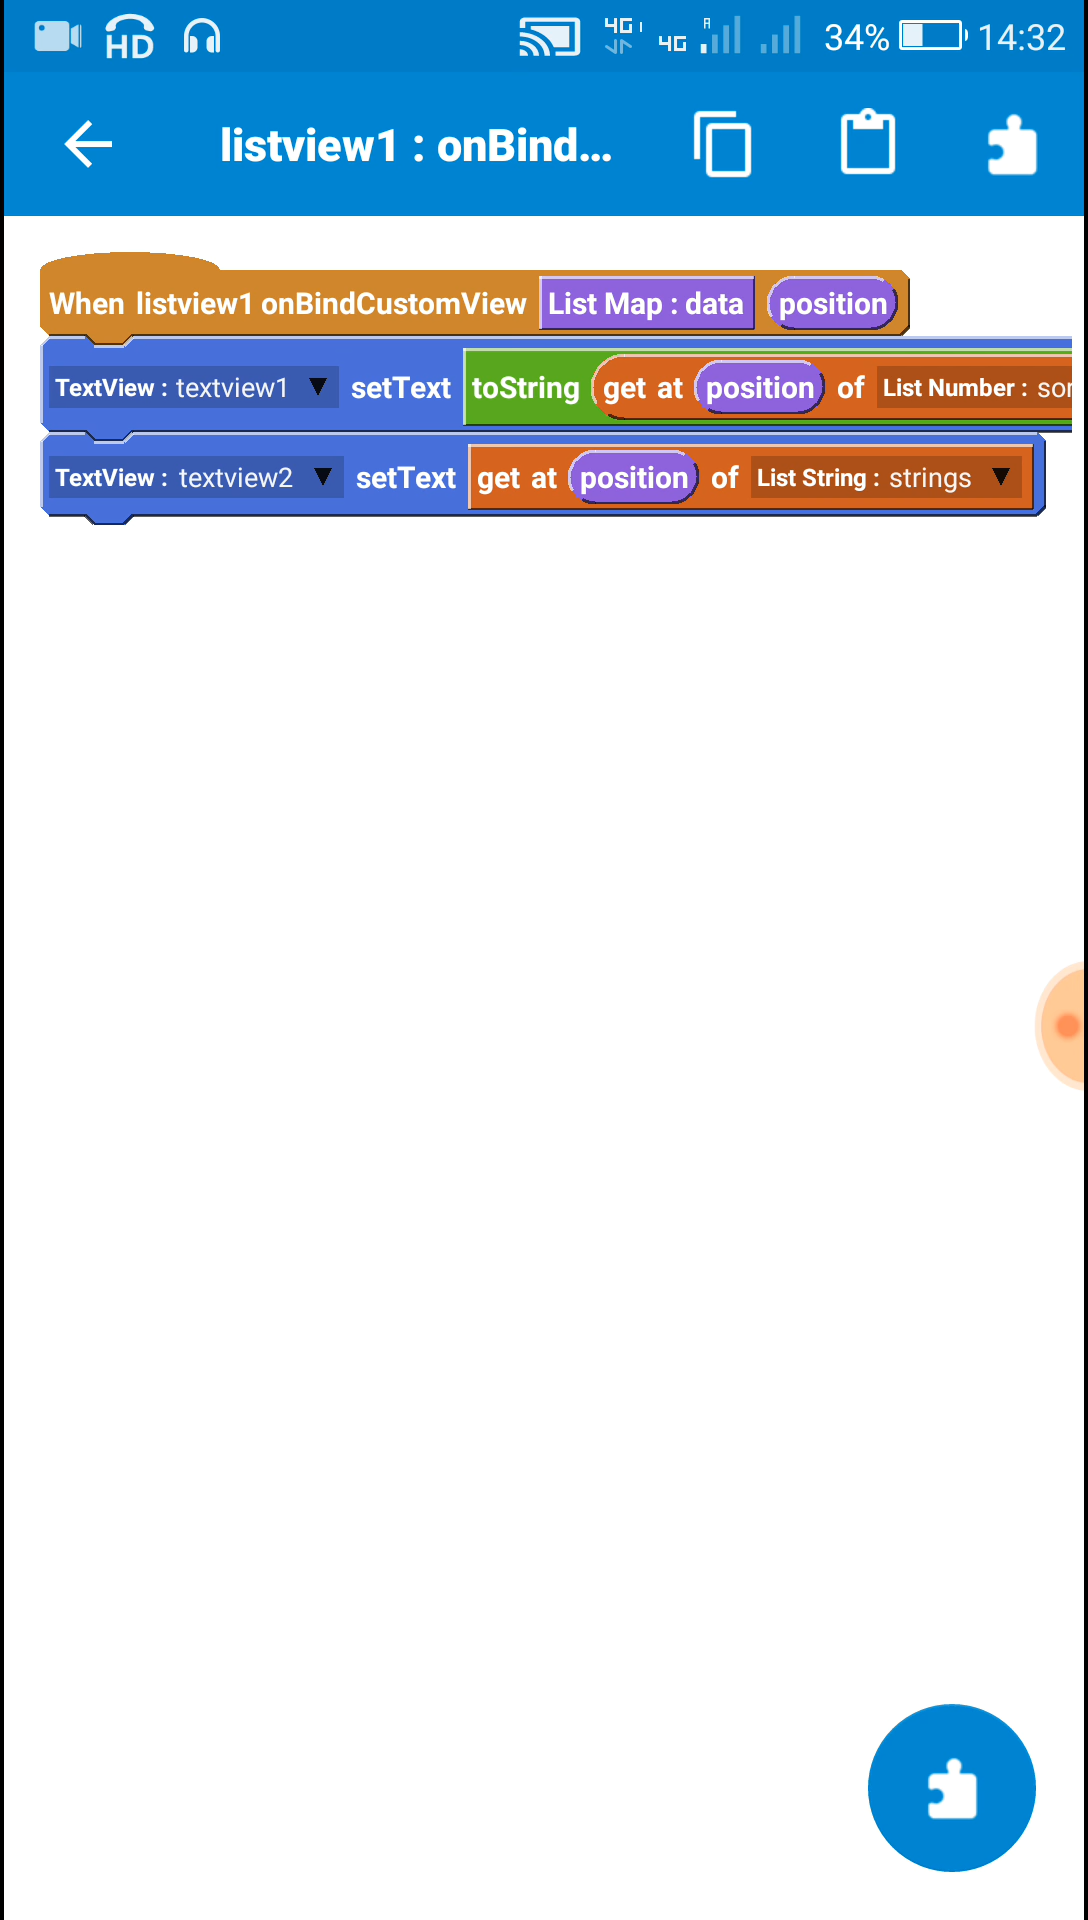 HD 4G 4G R 34% 14:32
listview1 : onBind...
When listview1 onBindCustomView List Map : data position
TextView : textview1 setText toString get at position of List Number :
TextView : textview2 setText get at position of List String : strings